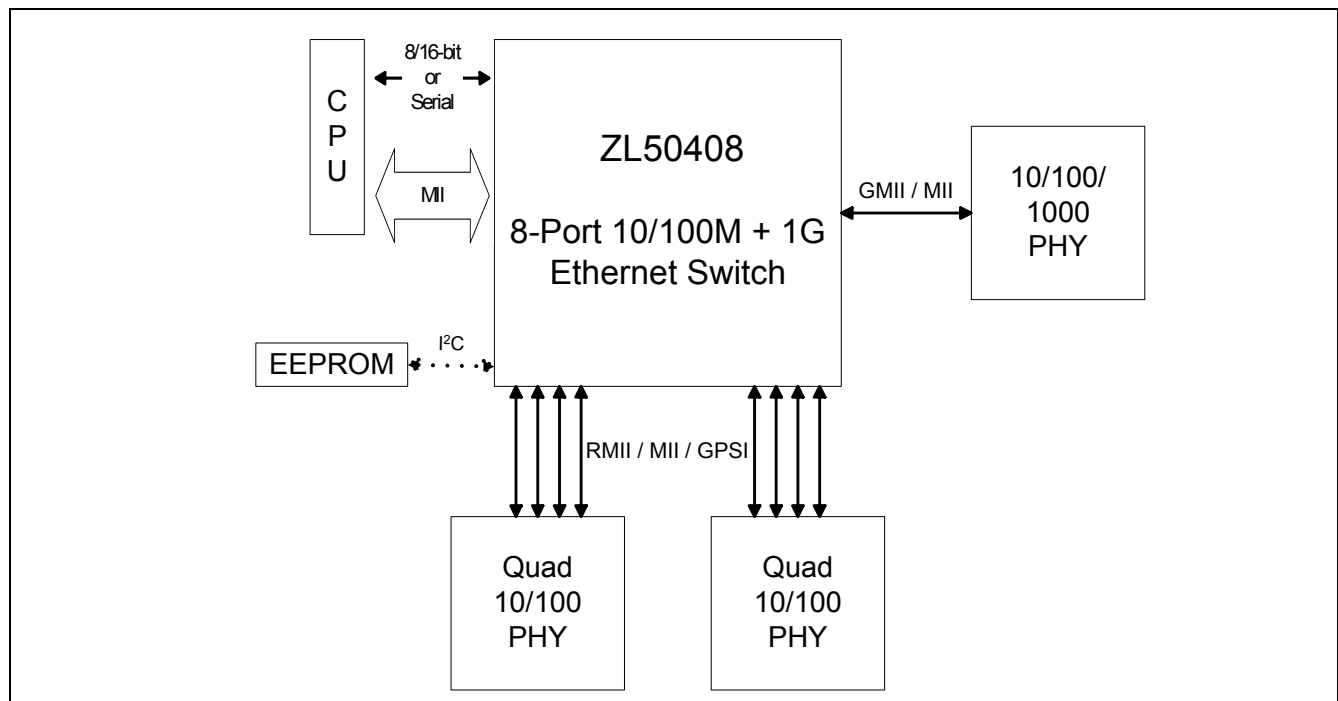 8/16-bit
or
Serial
C
P
U
MII
ZL50408
8-Port 10/100M + 1G
Ethernet Switch
GMII / MII
10/100/
1000
PHY
EEPROM
I²C
RMII / MII / GPSI
Quad
10/100
PHY
Quad
10/100
PHY